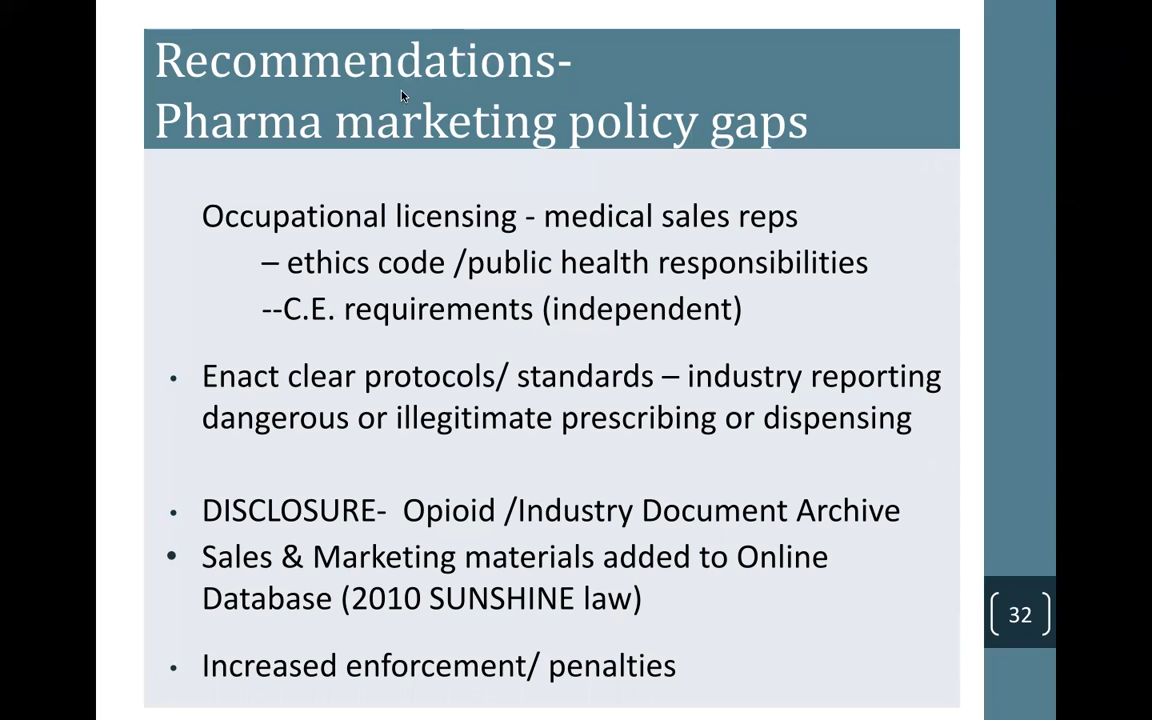 Recommendations-
Pharma marketing policy gaps
Occupational licensing - medical sales reps
– ethics code /public health responsibilities
--C.E. requirements (independent)
• Enact clear protocols/ standards – industry reporting
dangerous or illegitimate prescribing or dispensing
• DISCLOSURE-  Opioid /Industry Document Archive
• Sales & Marketing materials added to Online
Database (2010 SUNSHINE law)
• Increased enforcement/ penalties
32